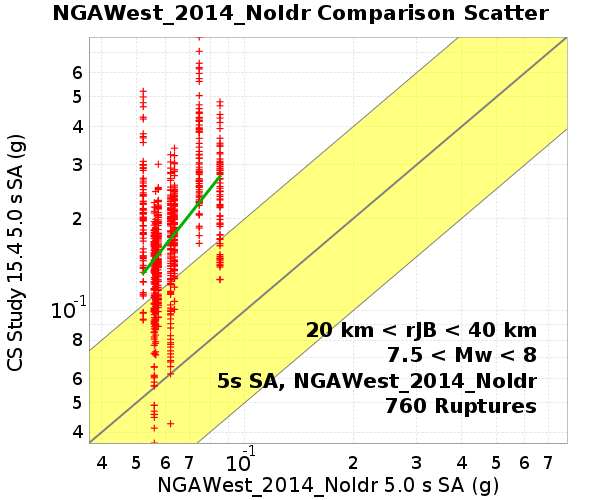 NGAWest_2014_NoIdr Comparison Scatter
CS Study 15.4 5.0 s SA (g)
6
5
4
3
2
10-1
8
6
5
4
20 km < rJB < 40 km
7.5 < Mw < 8
5s SA, NGAWest_2014_NoIdr
760 Ruptures
4 5 6 7 10-1 2 3 4 5 6 7
NGAWest_2014_NoIdr 5.0 s SA (g)